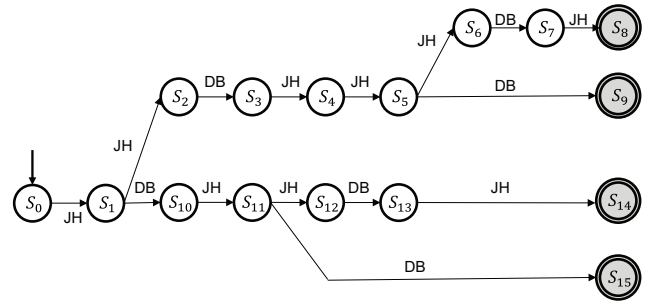 S6 DB S7 JH S8
JH
S2 DB S3 JH S4 JH S5 DB S9
JH
S0 JH S1 DB S10 JH S11 JH S12 DB S13 JH S14
DB S15